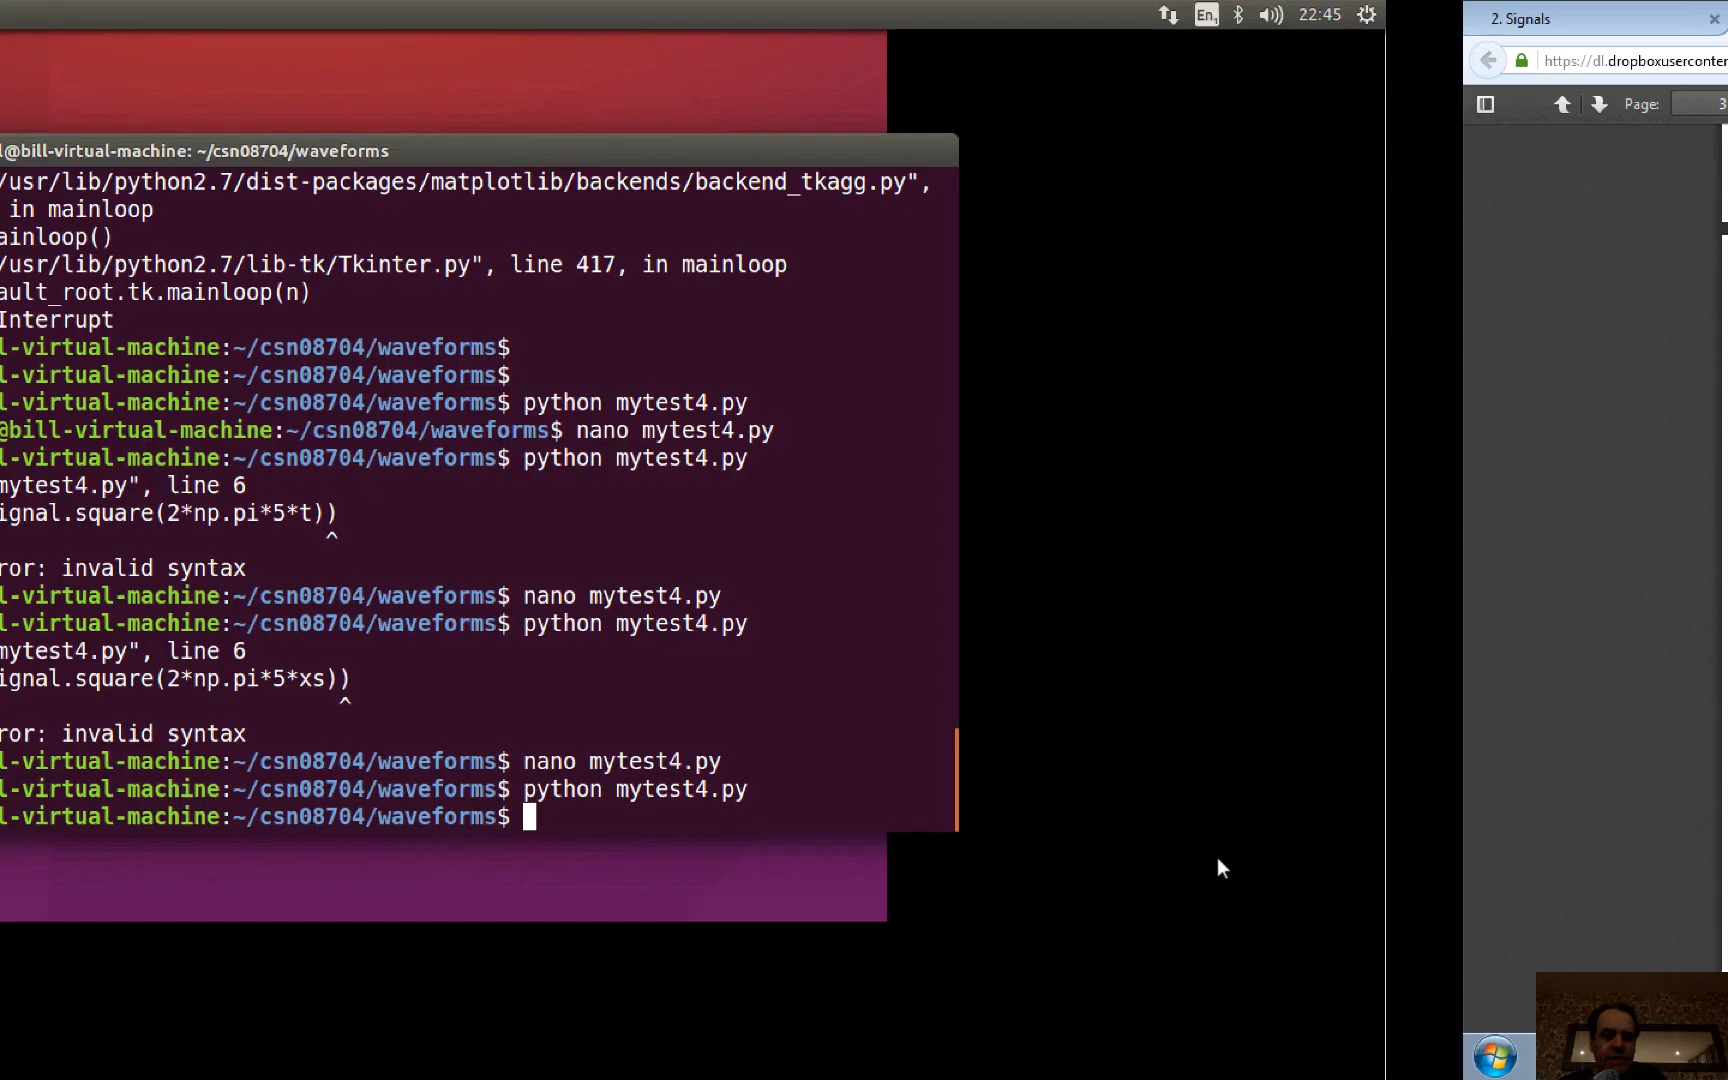 En1
22:45
2. Signals
https://dl.dropboxuserconter
Page: 3
l@bill-virtual-machine: ~/csn08704/waveforms
/usr/lib/python2.7/dist-packages/matplotlib/backends/backend_tkagg.py",
in mainloop
ainloop()
/usr/lib/python2.7/lib-tk/Tkinter.py", line 417, in mainloop
ault_root.tk.mainloop(n)
Interrupt
l-virtual-machine:~/csn08704/waveforms$
l-virtual-machine:~/csn08704/waveforms$
l-virtual-machine:~/csn08704/waveforms$ python mytest4.py
@bill-virtual-machine:~/csn08704/waveforms$ nano mytest4.py
l-virtual-machine:~/csn08704/waveforms$ python mytest4.py
mytest4.py", line 6
ignal.square(2*np.pi*5*t))
^
ror: invalid syntax
l-virtual-machine:~/csn08704/waveforms$ nano mytest4.py
l-virtual-machine:~/csn08704/waveforms$ python mytest4.py
mytest4.py", line 6
ignal.square(2*np.pi*5*xs))
^
ror: invalid syntax
l-virtual-machine:~/csn08704/waveforms$ nano mytest4.py
l-virtual-machine:~/csn08704/waveforms$ python mytest4.py
l-virtual-machine:~/csn08704/waveforms$